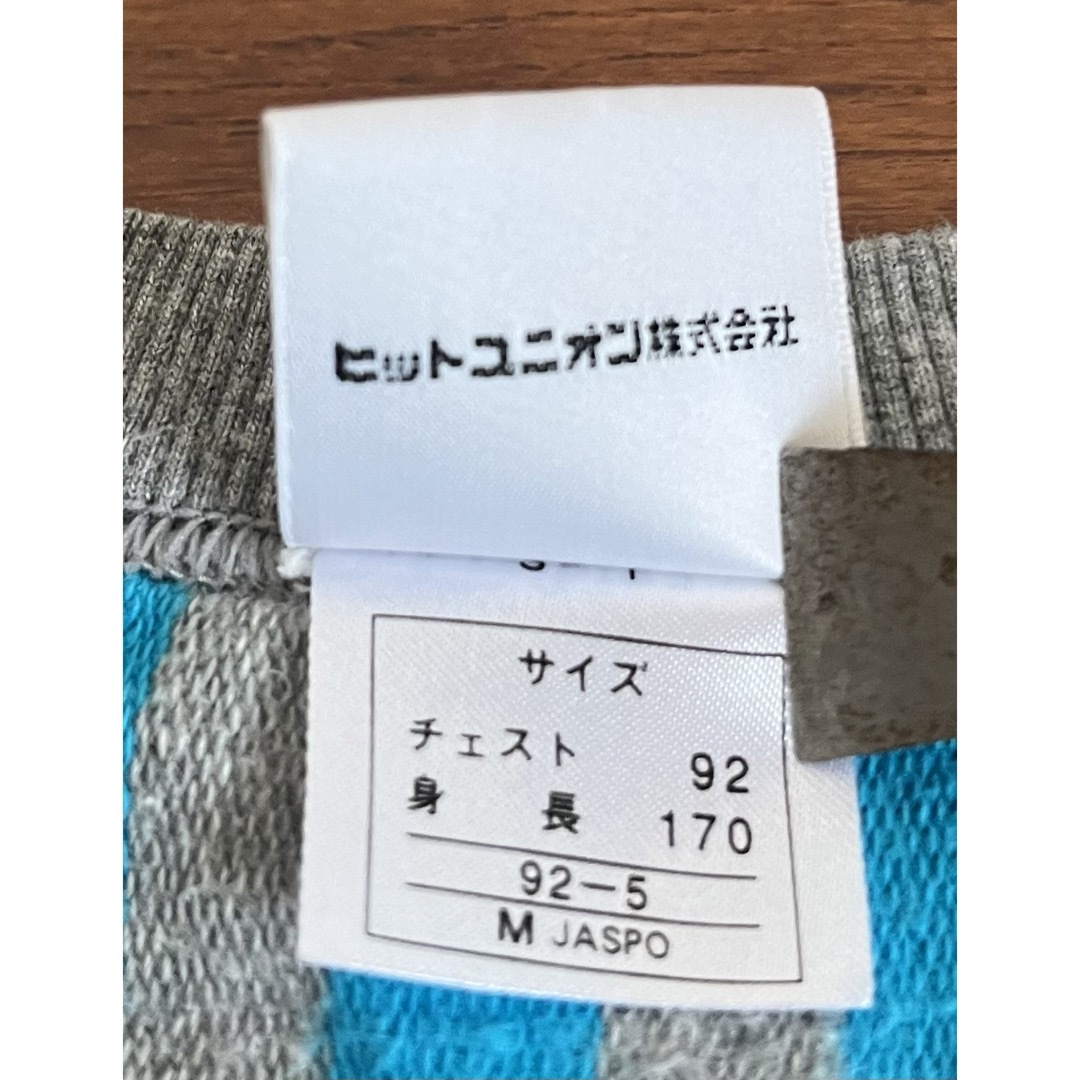 ヒットユニオン株式会社
サイズ
チェスト 92
身長 170
92-5
M JASPO